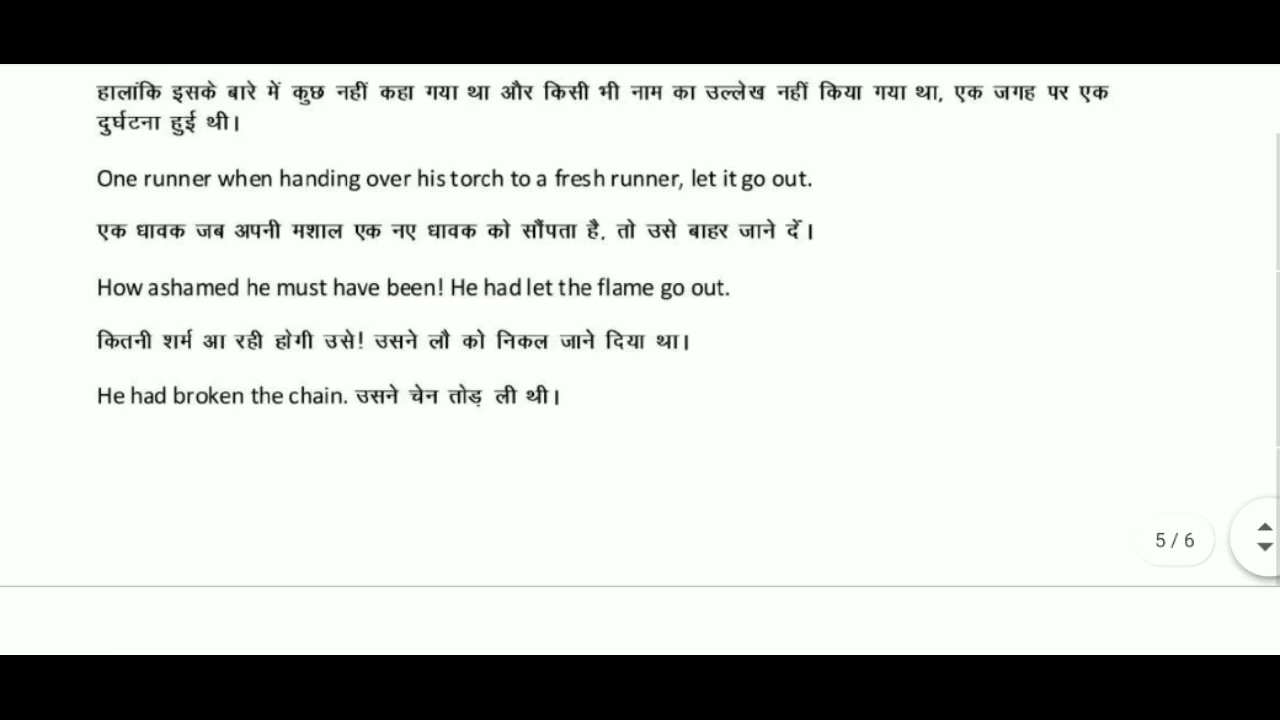 हालांकि इसके बारे में कुछ नहीं कहा गया था और किसी भी नाम का उल्लेख नहीं किया गया था, एक जगह पर एक
दुर्घटना हुई थी।
One runner when handing over his torch to a fresh runner, let it go out.
एक धावक जब अपनी मशाल एक नए धावक को सौंपता है, तो उसे बाहर जाने दें।
How ashamed he must have been! He had let the flame go out.
कितनी शर्म आ रही होगी उसे! उसने लौ को निकल जाने दिया था।
He had broken the chain. उसने चेन तोड़ ली थी।
5 / 6